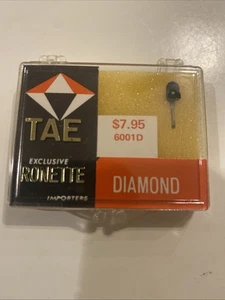 TAE
$7.95
6001D
EXCLUSIVE
RONETTE
IMPORTERS
DIAMOND